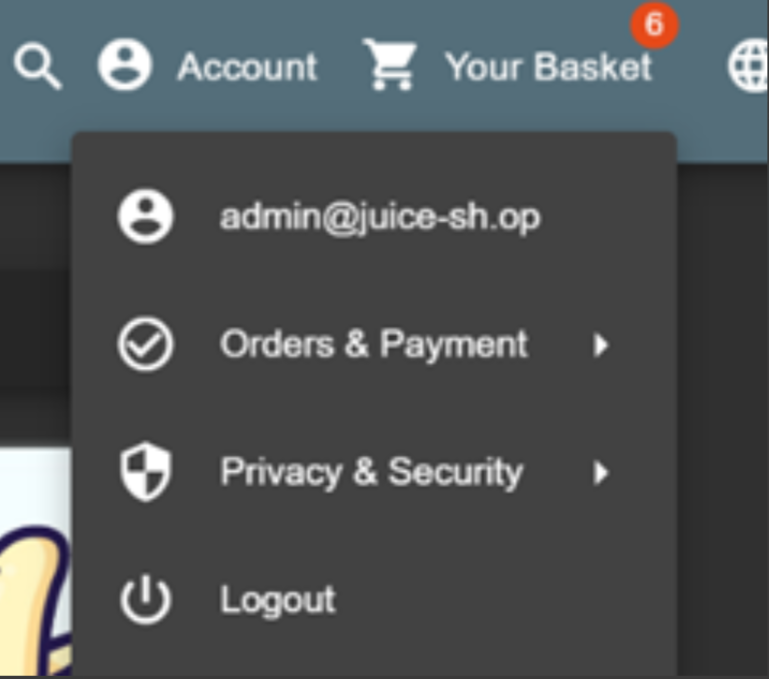 6
Account
Your Basket
admin@juice-sh.op
Orders & Payment
Privacy & Security
Logout